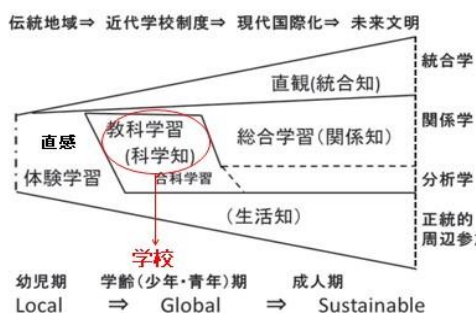 伝統地域⇒ 近代学校制度⇒ 現代国際化⇒ 未来文明
統合学
直観(統合知)
関係学
直感
教科学習
(科学知)
総合学習(関係知)
体験学習
合科学習
分析学
(生活知)
正統的
周辺参
学校
幼児期 学齢(少年・青年)期 成人期
Local ⇒ Global ⇒ Sustainable